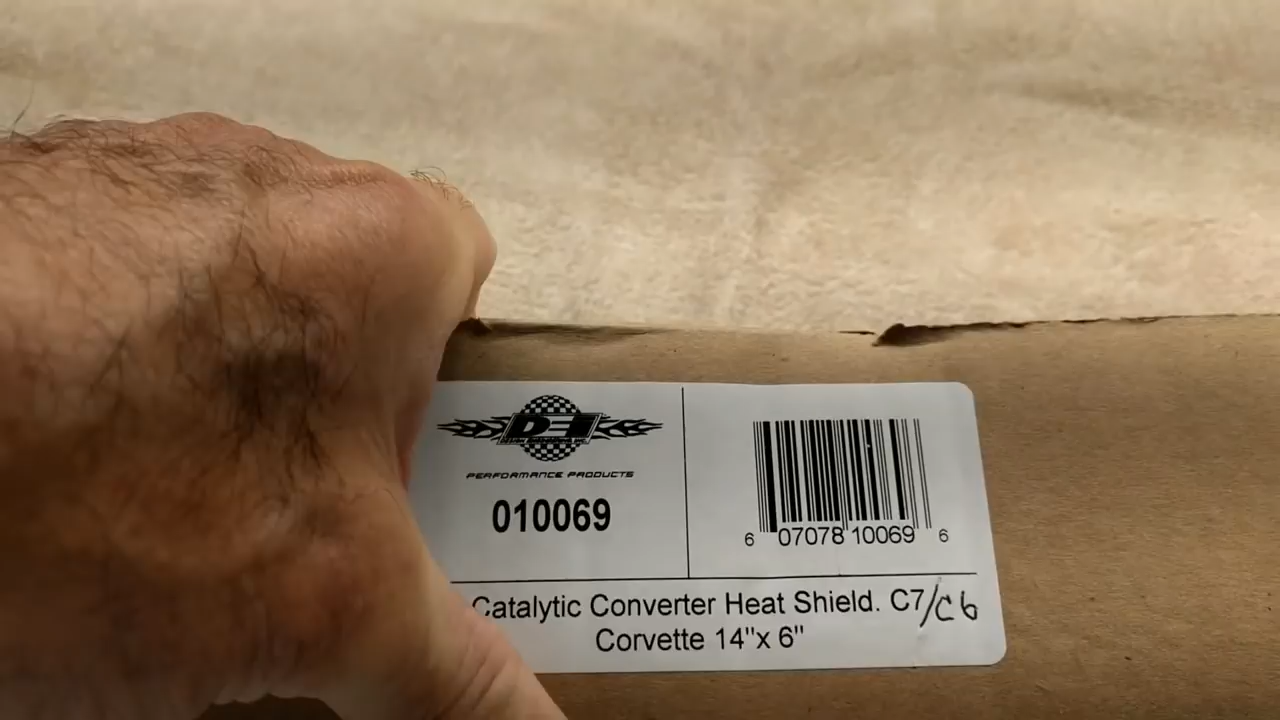 DEI
PERFORMANCE PRODUCTS
010069
6 07078 10069 6
Catalytic Converter Heat Shield. C7/C6
Corvette 14"x 6"